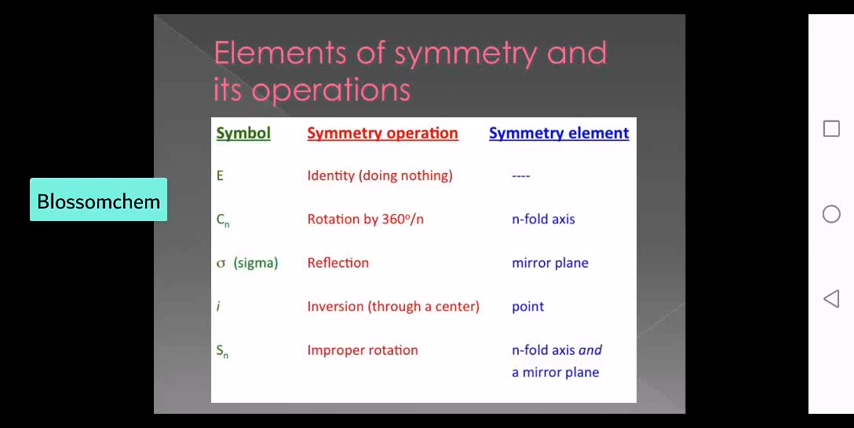 Elements of symmetry and
its operations
Symbol Symmetry operation Symmetry element
E Identity (doing nothing) ----
Blossomchem
Cn Rotation by 360º/n n-fold axis
σ (sigma) Reflection mirror plane
i Inversion (through a center) point
Sn Improper rotation n-fold axis and
a mirror plane